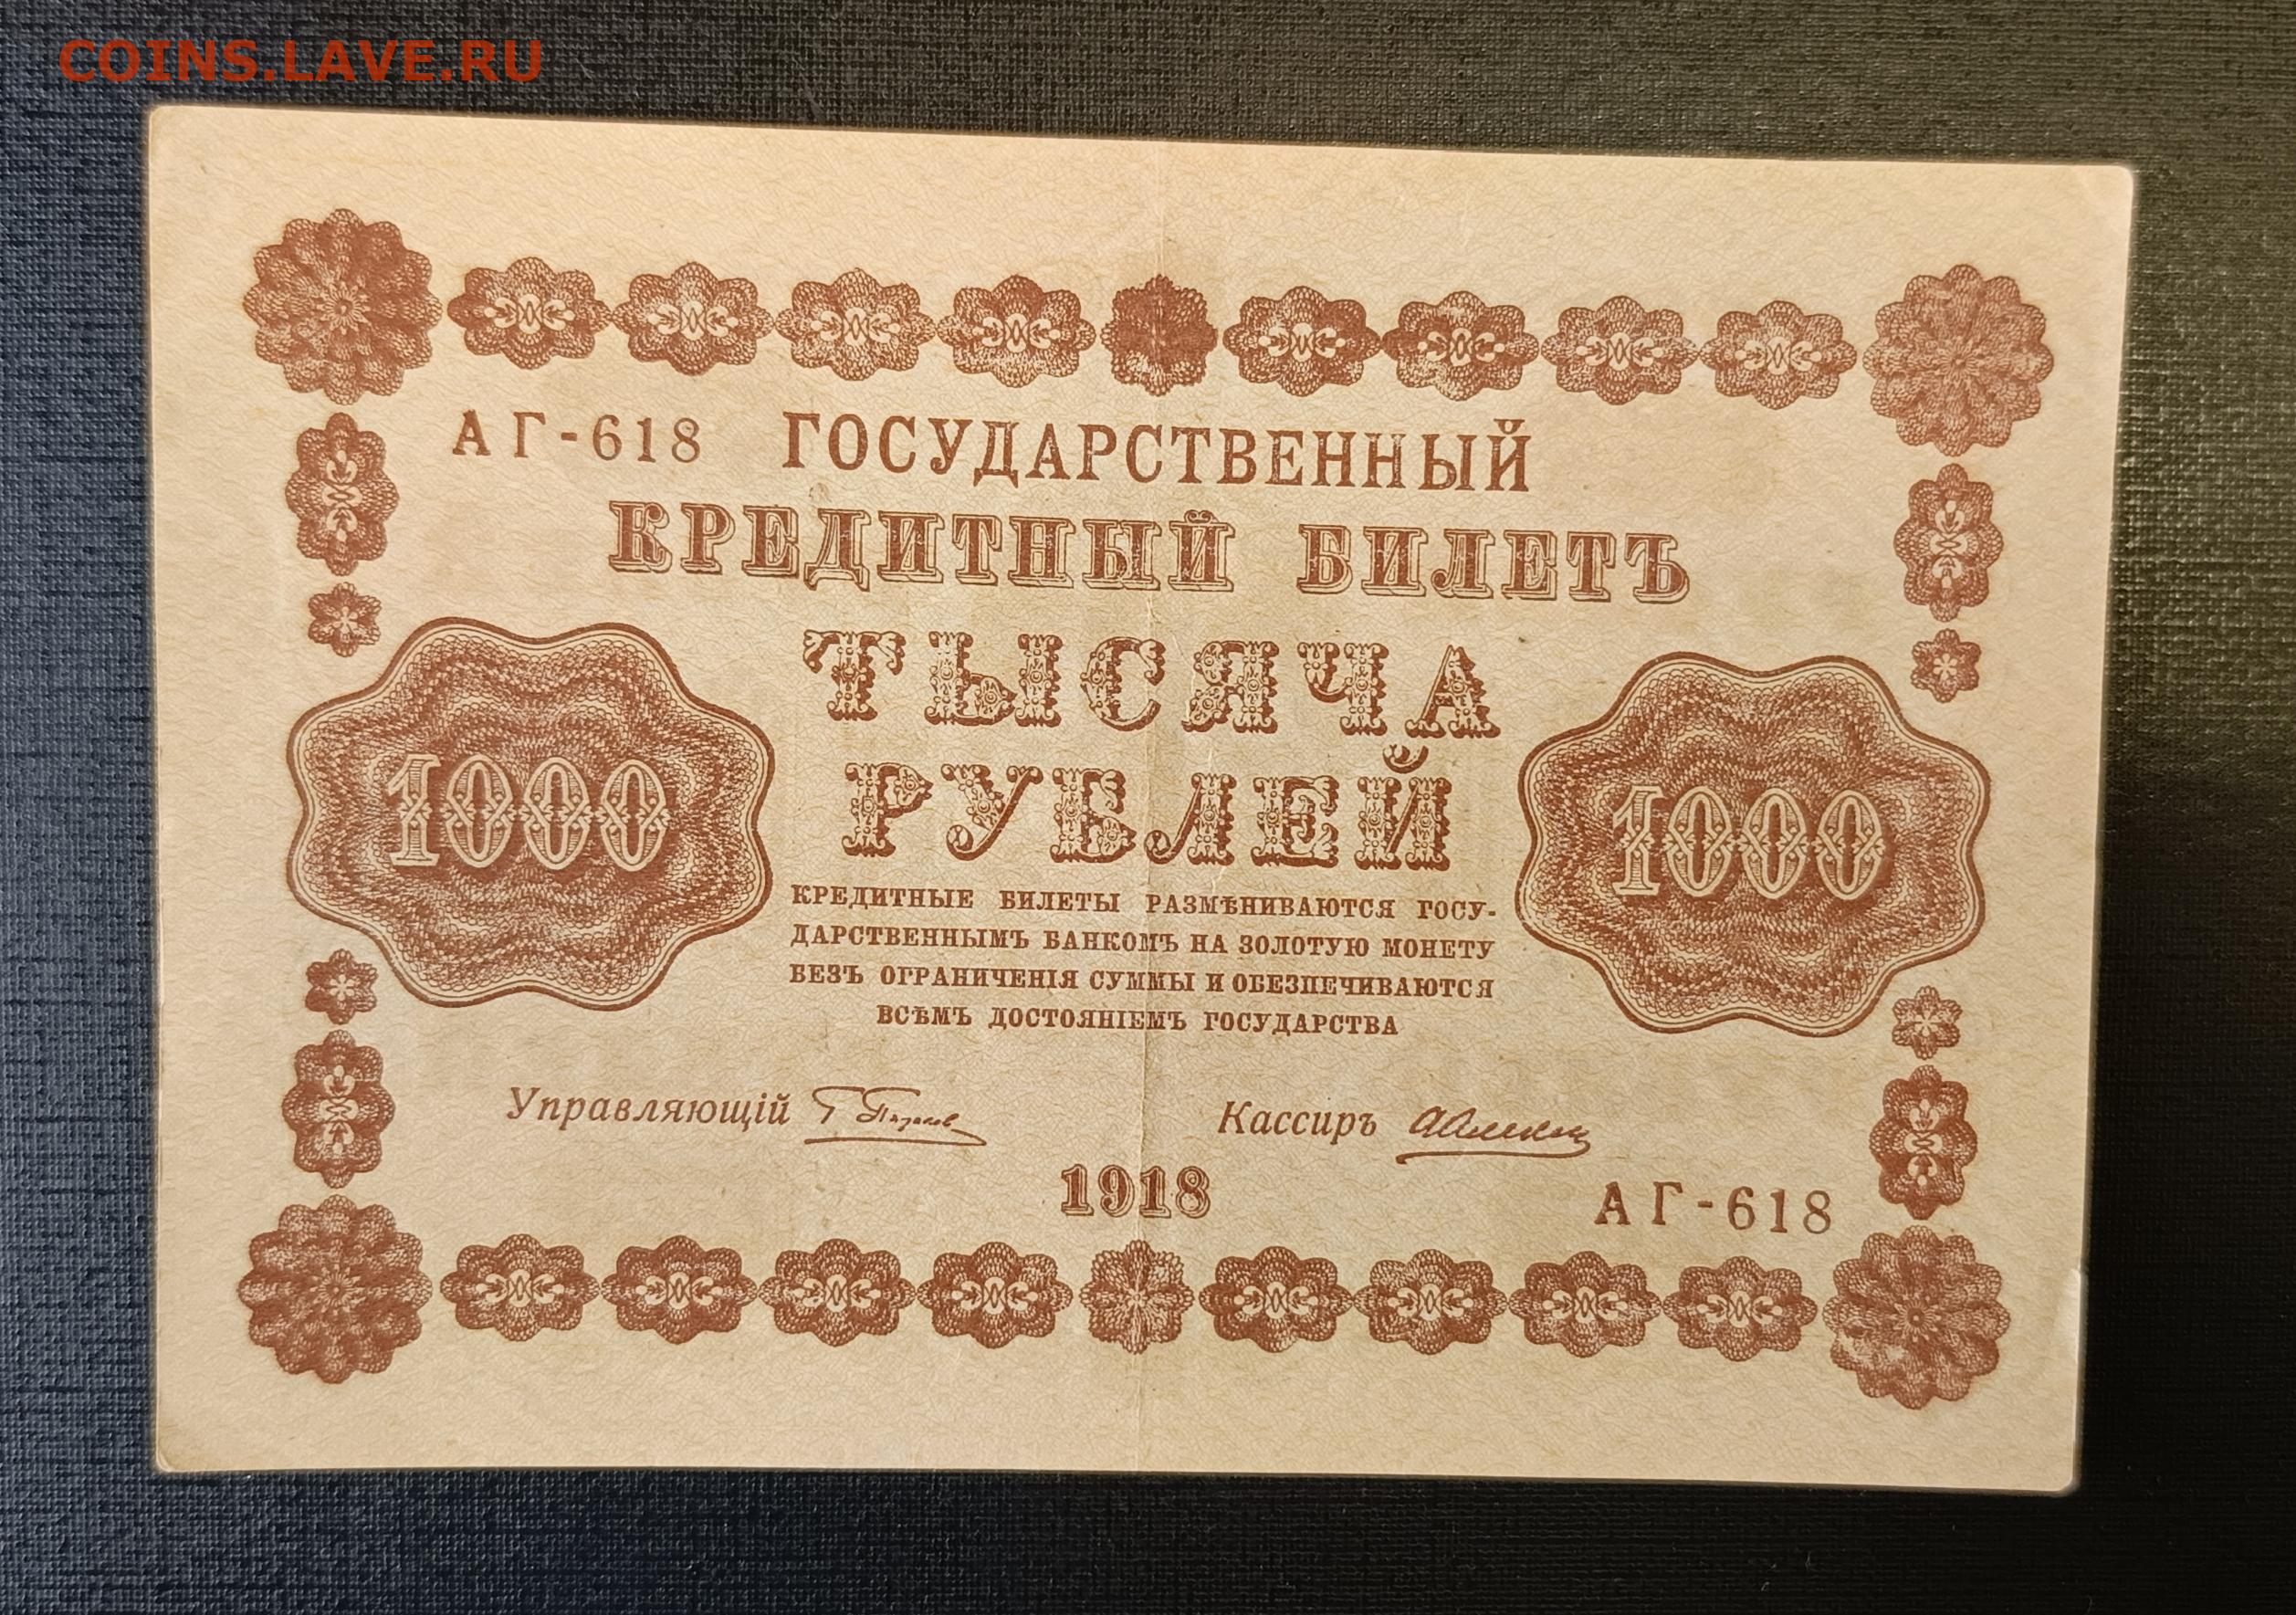 COINS.LAVE.RU
АГ-618 ГОСУДАРСТВЕННЫЙ
КРЕДИТНЫЙ БИЛЕТЪ
ТЫСЯЧА
РУБЛЕЙ
1000 1000
КРЕДИТНЫЕ БИЛЕТЫ РАЗМѢНИВАЮТСЯ ГОСУ-
ДАРСТВЕННЫМЪ БАНКОМЪ НА ЗОЛОТУЮ МОНЕТУ
БЕЗЪ ОГРАНИЧЕНІЯ СУММЫ И ОБЕЗПЕЧИВАЮТСЯ
ВСѢМЪ ДОСТОЯНІЕМЪ ГОСУДАРСТВА
Управляющій Кассиръ
1918
АГ-618